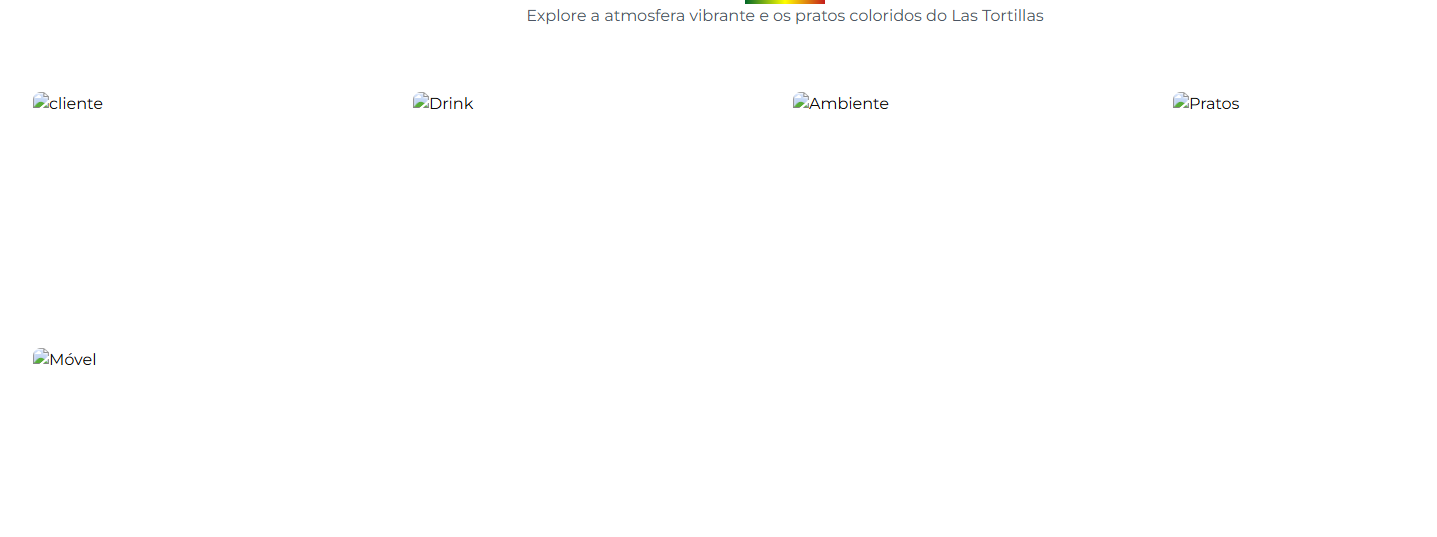 Explore a atmosfera vibrante e os pratos coloridos do Las Tortillas
cliente
Drink
Ambiente
Pratos
Móvel